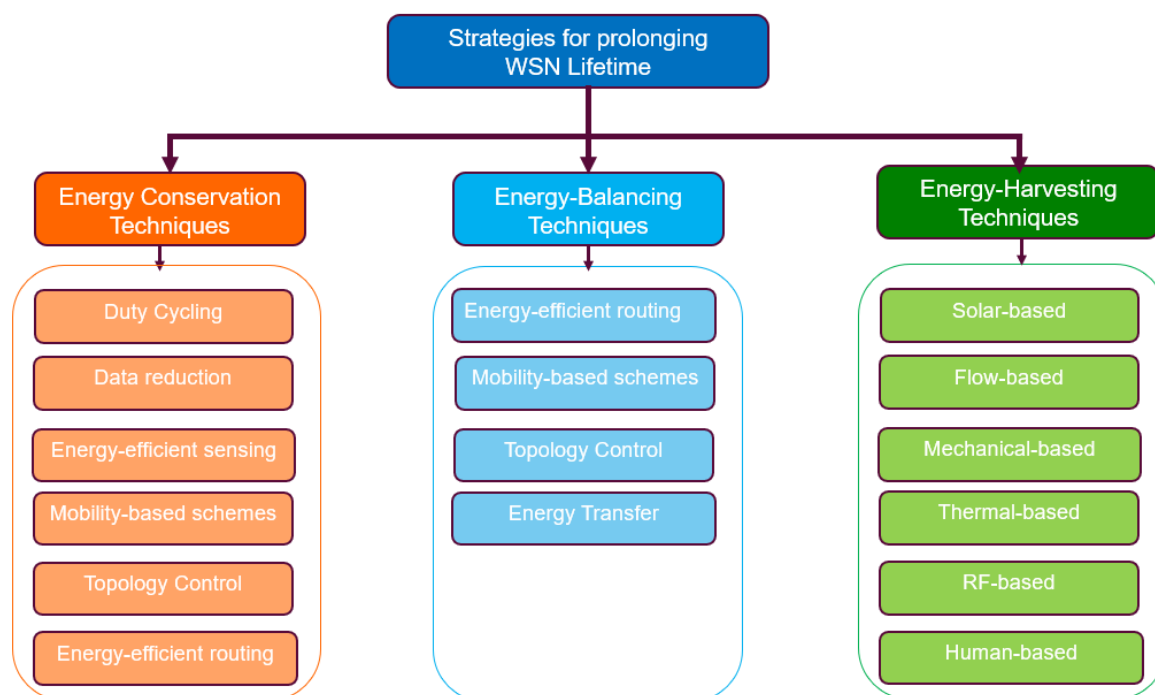 Strategies for prolonging
WSN Lifetime
Energy Conservation
Techniques
Duty Cycling
Data reduction
Energy-efficient sensing
Mobility-based schemes
Topology Control
Energy-efficient routing
Energy-Balancing
Techniques
Energy-efficient routing
Mobility-based schemes
Topology Control
Energy Transfer
Energy-Harvesting
Techniques
Solar-based
Flow-based
Mechanical-based
Thermal-based
RF-based
Human-based